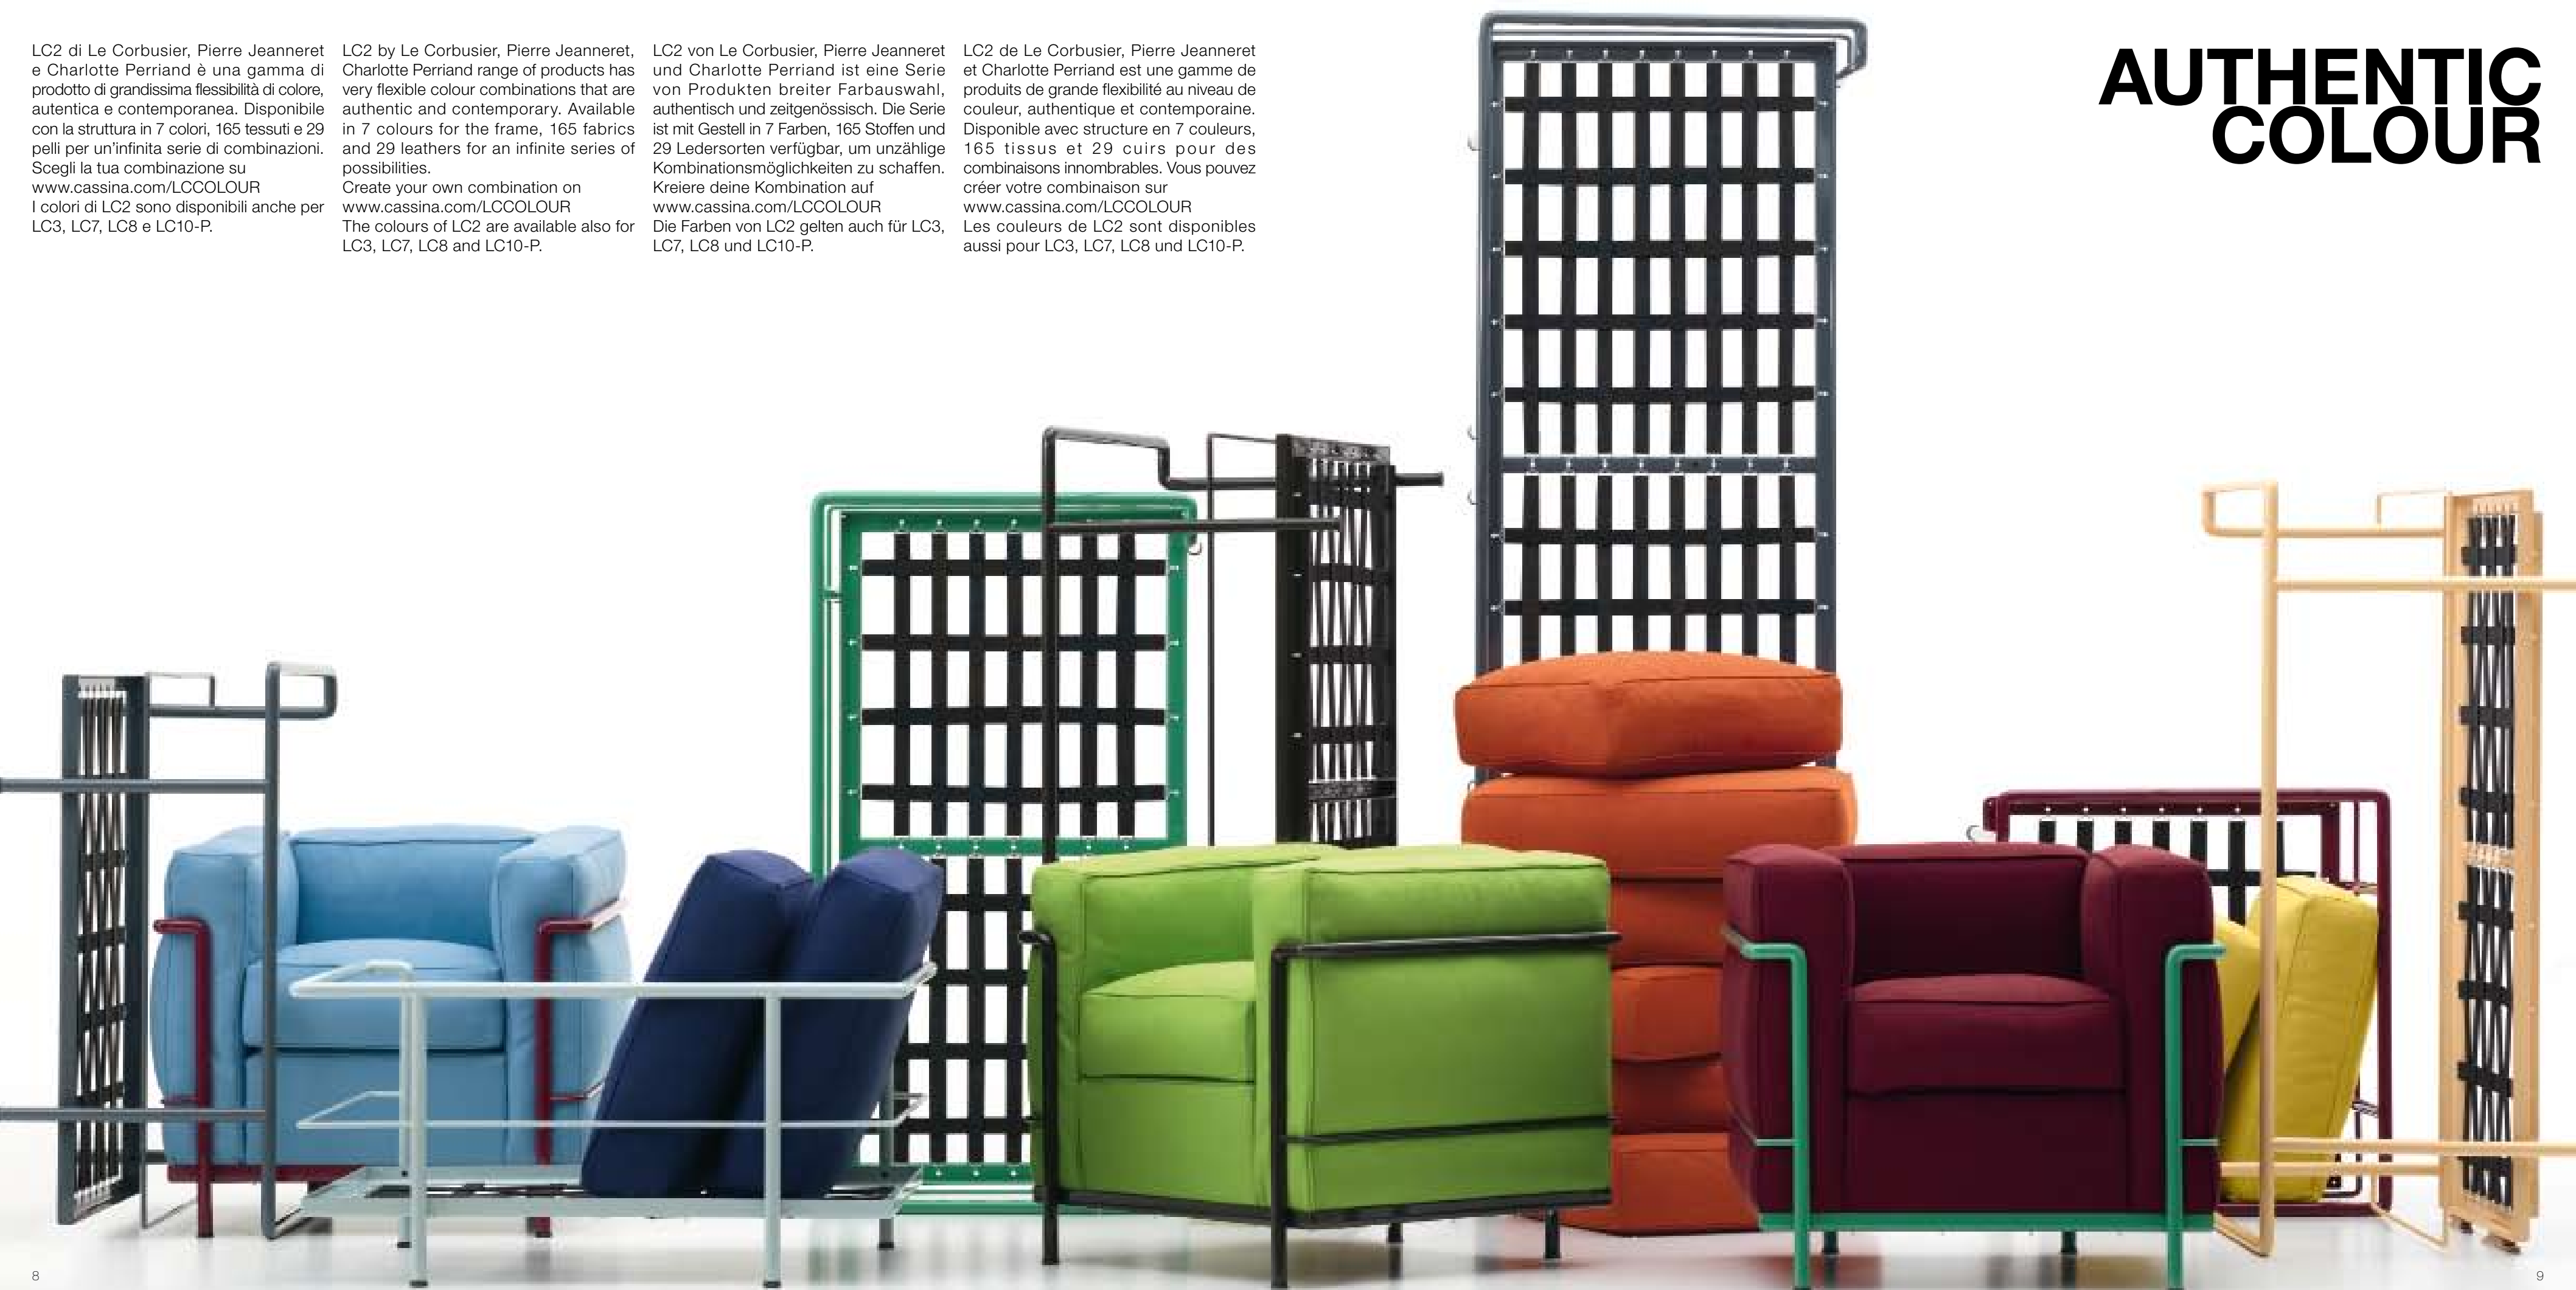 LC2 di Le Corbusier, Pierre Jeanneret
e Charlotte Perriand è una gamma di
prodotto di grandissima flessibilità di colore,
autentica e contemporanea. Disponibile
con la struttura in 7 colori, 165 tessuti e 29
pelli per un'infinita serie di combinazioni.
Scegli la tua combinazione su
www.cassina.com/LCCOLOUR
I colori di LC2 sono disponibili anche per
LC3, LC7, LC8 e LC10-P.
LC2 by Le Corbusier, Pierre Jeanneret,
Charlotte Perriand range of products has
very flexible colour combinations that are
authentic and contemporary. Available
in 7 colours for the frame, 165 fabrics
and 29 leathers for an infinite series of
possibilities.
Create your own combination on
www.cassina.com/LCCOLOUR
The colours of LC2 are available also for
LC3, LC7, LC8 and LC10-P.
LC2 von Le Corbusier, Pierre Jeanneret
und Charlotte Perriand ist eine Serie
von Produkten breiter Farbauswahl,
authentisch und zeitgenössisch. Die Serie
ist mit Gestell in 7 Farben, 165 Stoffen und
29 Ledersorten verfügbar, um unzählige
Kombinationsmöglichkeiten zu schaffen.
Kreiere deine Kombination auf
www.cassina.com/LCCOLOUR
Die Farben von LC2 gelten auch für LC3,
LC7, LC8 und LC10-P.
LC2 de Le Corbusier, Pierre Jeanneret
et Charlotte Perriand est une gamme de
produits de grande flexibilité au niveau de
couleur, authentique et contemporaine.
Disponible avec structure en 7 couleurs,
165 tissus et 29 cuirs pour des
combinaisons innombrables. Vous pouvez
créer votre combinaison sur
www.cassina.com/LCCOLOUR
Les couleurs de LC2 sont disponibles
aussi pour LC3, LC7, LC8 und LC10-P.
AUTHENTIC
COLOUR
8
9